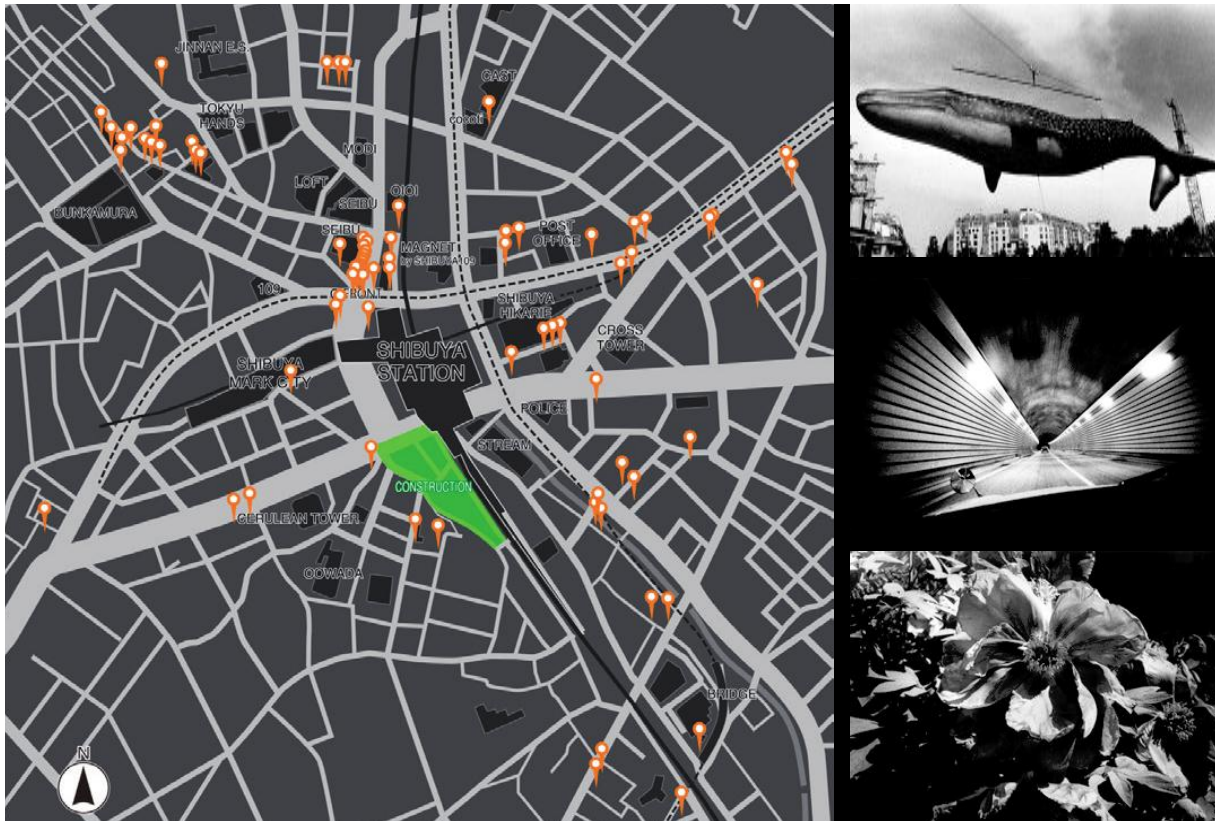 JINNAN E.S.
CAST
TOKYU
HANDS
cocoti
MODI
LOFT
OIOI
SEIBU
BUNKAMURA
SEIBU
POST
OFFICE
MAGNET
by SHIBUYA109
109
SHIBUYA
HIKARIE
CROSS
TOWER
SHIBUYA
STATION
SHIBUYA
MARK CITY
POLICE
STREAM
CONSTRUCTION
CERULEAN TOWER
OOWADA
BRIDGE
N